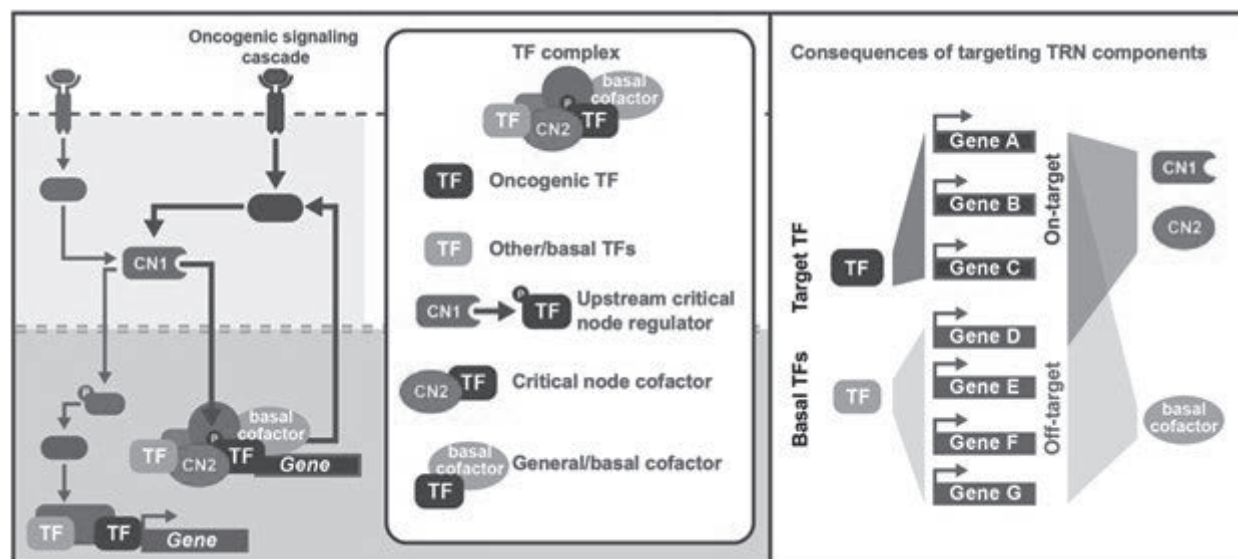 Oncogenic signaling
cascade
CN1
P
P
basal
cofactor
TF
CN2
TF
Gene
TF
TF
Gene
TF complex
basal
cofactor
P
TF
CN2
TF
TF
Oncogenic TF
TF
Other/basal TFs
CN1
P
TF
Upstream critical
node regulator
CN2
TF
Critical node cofactor
basal
cofactor
TF
General/basal cofactor
Consequences of targeting TRN components
Target TF
TF
Basal TFs
TF
Gene A
Gene B
Gene C
Gene D
Gene E
Gene F
Gene G
On-target
Off-target
CN1
CN2
basal
cofactor